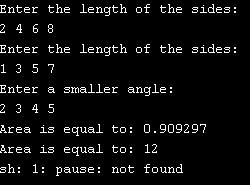 Enter the length of the sides:
2 4 6 8
Enter the length of the sides:
1 3 5 7
Enter a smaller angle:
2 3 4 5
Area is equal to: 0.909297
Area is equal to: 12
sh: 1: pause: not found